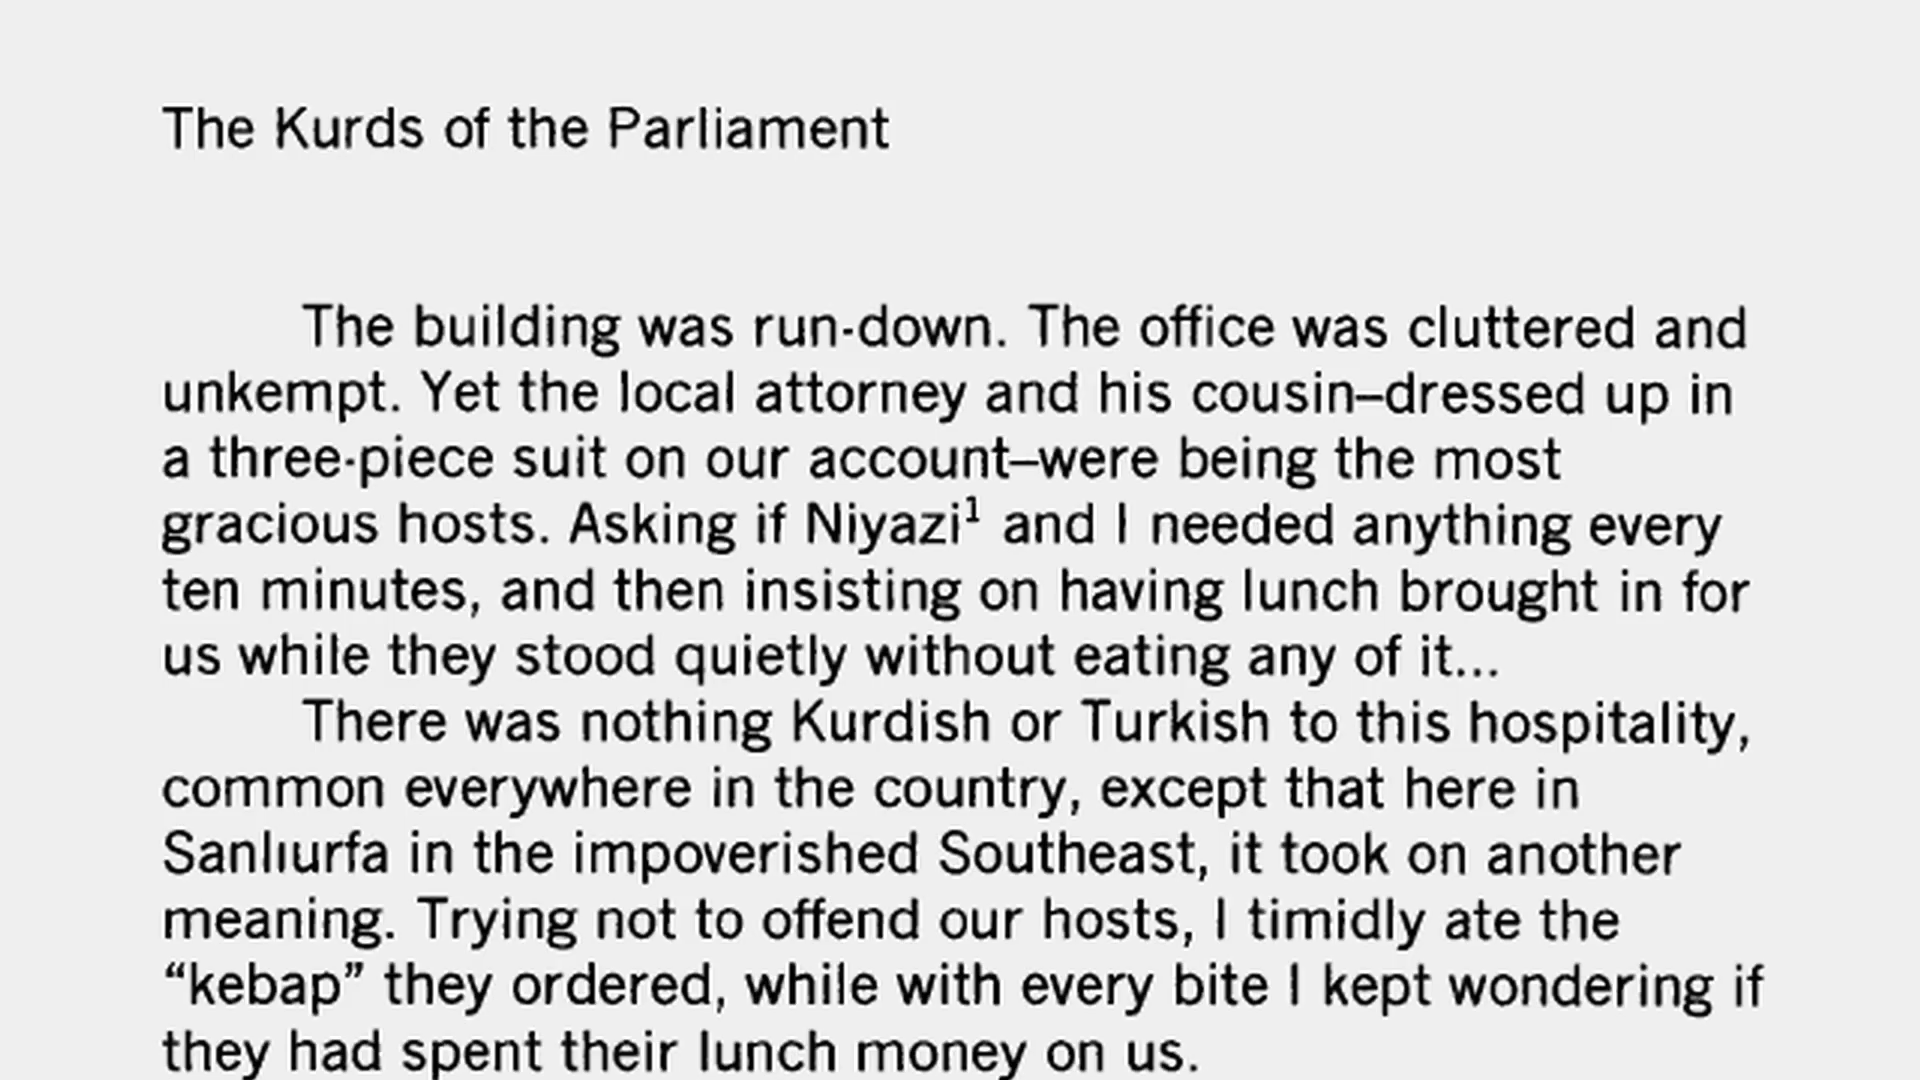 The Kurds of the Parliament
The building was run-down. The office was cluttered and
unkempt. Yet the local attorney and his cousin–dressed up in
a three-piece suit on our account–were being the most
gracious hosts. Asking if Niyazi¹ and I needed anything every
ten minutes, and then insisting on having lunch brought in for
us while they stood quietly without eating any of it...
There was nothing Kurdish or Turkish to this hospitality,
common everywhere in the country, except that here in
Sanlıurfa in the impoverished Southeast, it took on another
meaning. Trying not to offend our hosts, I timidly ate the
“kebap” they ordered, while with every bite I kept wondering if
they had spent their lunch money on us.